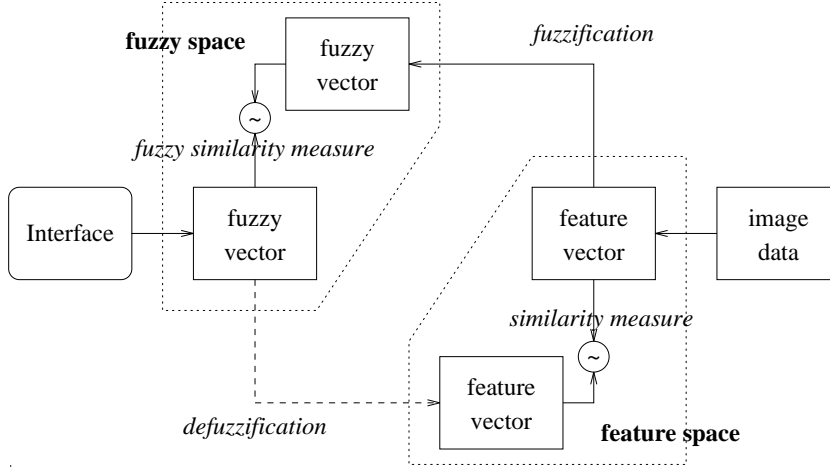 fuzzy space
fuzzy
vector
fuzzification
~
fuzzy similarity measure
Interface
fuzzy
vector
feature
vector
image
data
similarity measure
~
feature
vector
defuzzification
feature space